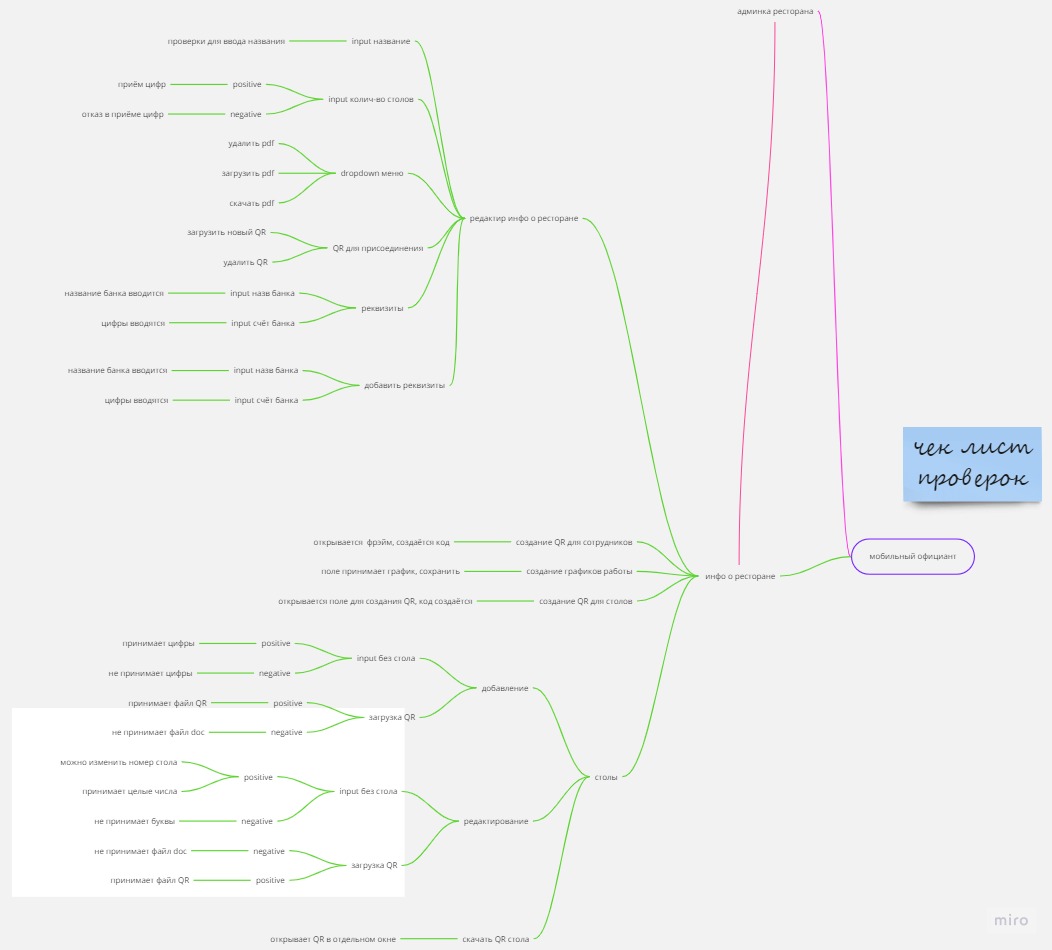 админка ресторана
проверки для ввода названия
input название
приём цифр
positive
input колич-во столов
отказ в приёме цифр
negative
удалить pdf
загрузить pdf
dropdown меню
скачать pdf
редактир инфо о ресторане
загрузить новый QR
QR для присоединения
удалить QR
название банка вводится
input назв банка
реквизиты
цифры вводятся
input счёт банка
название банка вводится
input назв банка
добавить реквизиты
цифры вводятся
input счёт банка
чек лист
проверок
открывается фрэйм, создаётся код
создание QR для сотрудников
мобильный официант
поле принимает график, сохранить
создание графиков работы
инфо о ресторане
открывается поле для создания QR, код создаётся
создание QR для столов
принимает цифры
positive
input без стола
не принимает цифры
negative
добавление
принимает файл QR
positive
загрузка QR
не принимает файл doc
negative
можно изменить номер стола
positive
столы
принимает целые числа
input без стола
не принимает буквы
negative
редактирование
не принимает файл doc
negative
загрузка QR
принимает файл QR
positive
открывает QR в отдельном окне
скачать QR стола
miro